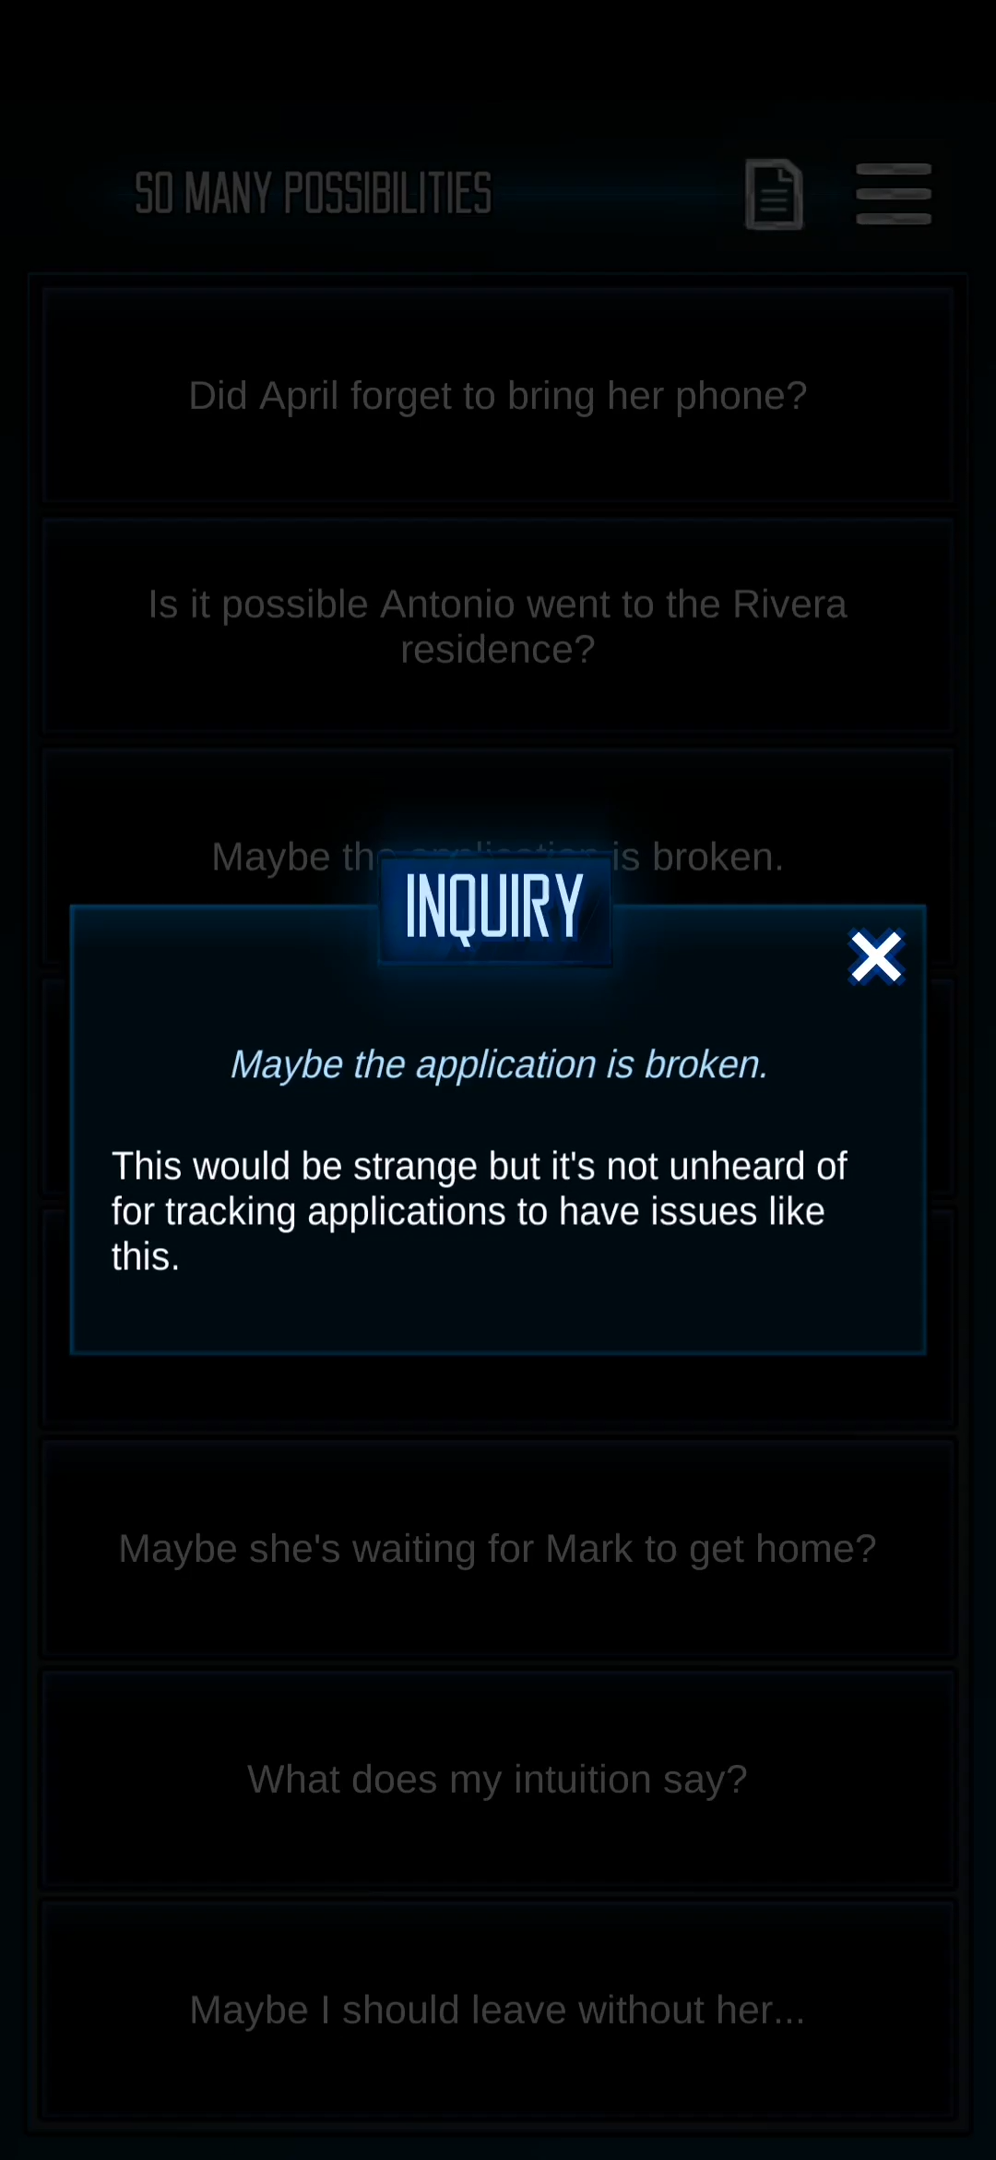 SO MANY POSSIBILITIES
Did April forget to bring her phone?
Is it possible Antonio went to the Rivera
residence?
Maybe the application is broken.
INQUIRY
Maybe the application is broken.
This would be strange but it's not unheard of
for tracking applications to have issues like
this.
Maybe she's waiting for Mark to get home?
What does my intuition say?
Maybe I should leave without her...